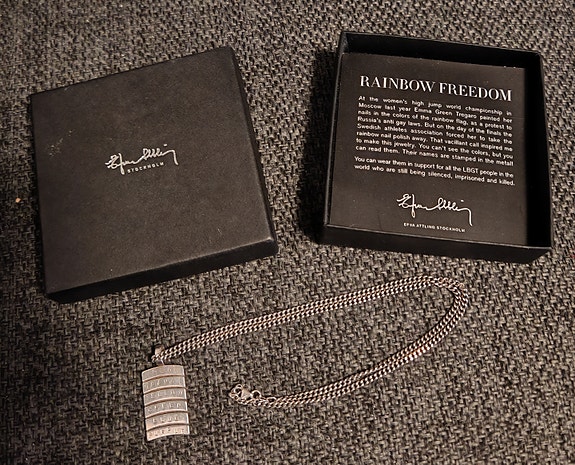 Efva Attling
STOCKHOLM
RAINBOW FREEDOM
At the women's high jump world championship in
Moscow last year Emma Green Tregaro painted her
nails in the colors of the rainbow flag, as a protest to
Russia's anti gay laws. But on the day of the finals the
Swedish athletes association forced her to take the
rainbow nail polish away. That vacillant call inspired me
to make this jewelry. You can't see the colors, but you
can read them. Their names are stamped in the metal!
You can wear them in support for all the LBGT people in the
world who are still being silenced, imprisoned and killed.
Efva Attling
EFVA ATTLING STOCKHOLM